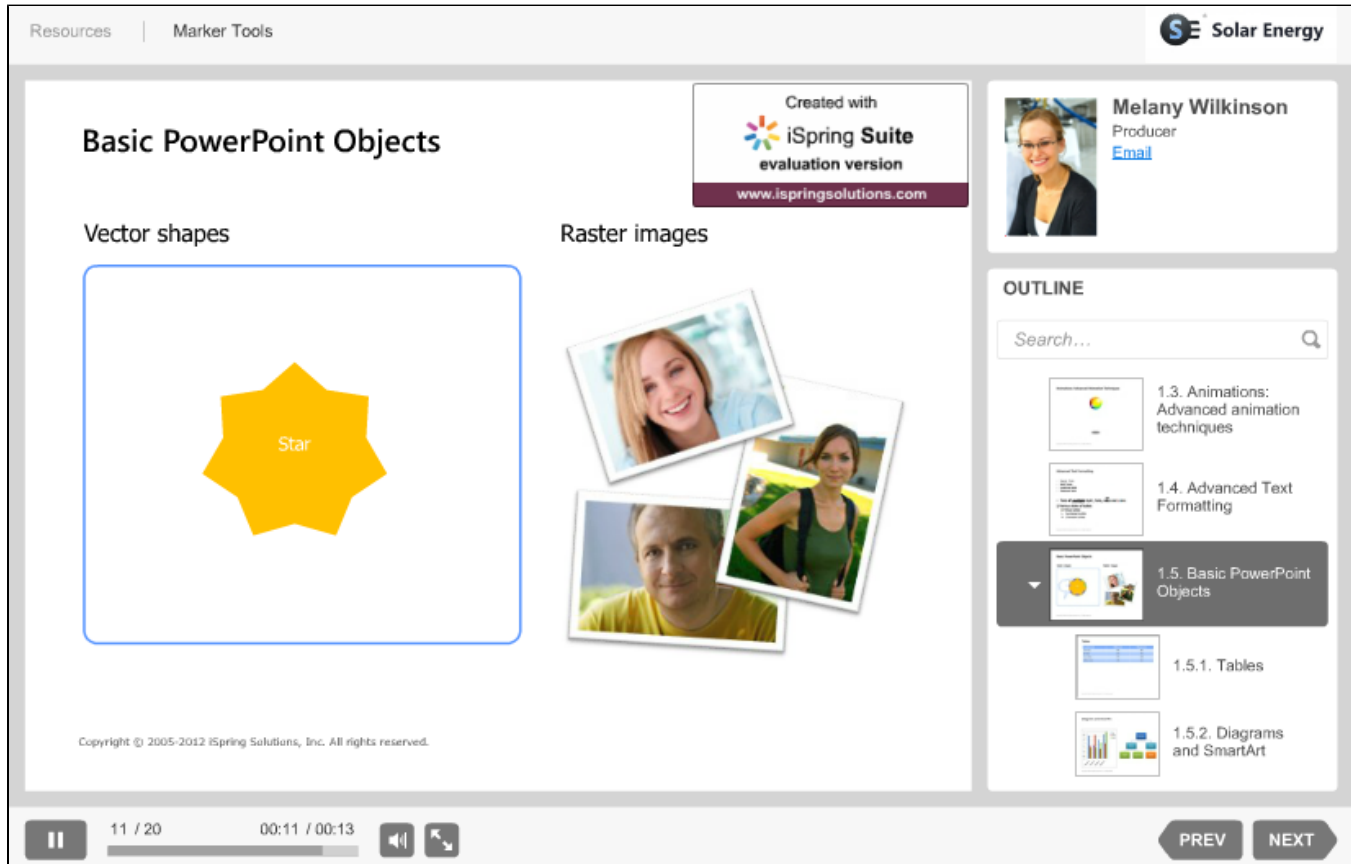 Resources
Marker Tools
SE Solar Energy
Basic PowerPoint Objects
Created with
iSpring Suite
evaluation version
www.ispringsolutions.com
Vector shapes
Raster images
Star
Copyright © 2005-2012 iSpring Solutions, Inc. All rights reserved.
Melany Wilkinson
Producer
Email
OUTLINE
Search...
1.3. Animations:
Advanced animation
techniques
1.4. Advanced Text
Formatting
1.5. Basic PowerPoint
Objects
1.5.1. Tables
1.5.2. Diagrams
and SmartArt
11 / 20
00:11 / 00:13
PREV
NEXT